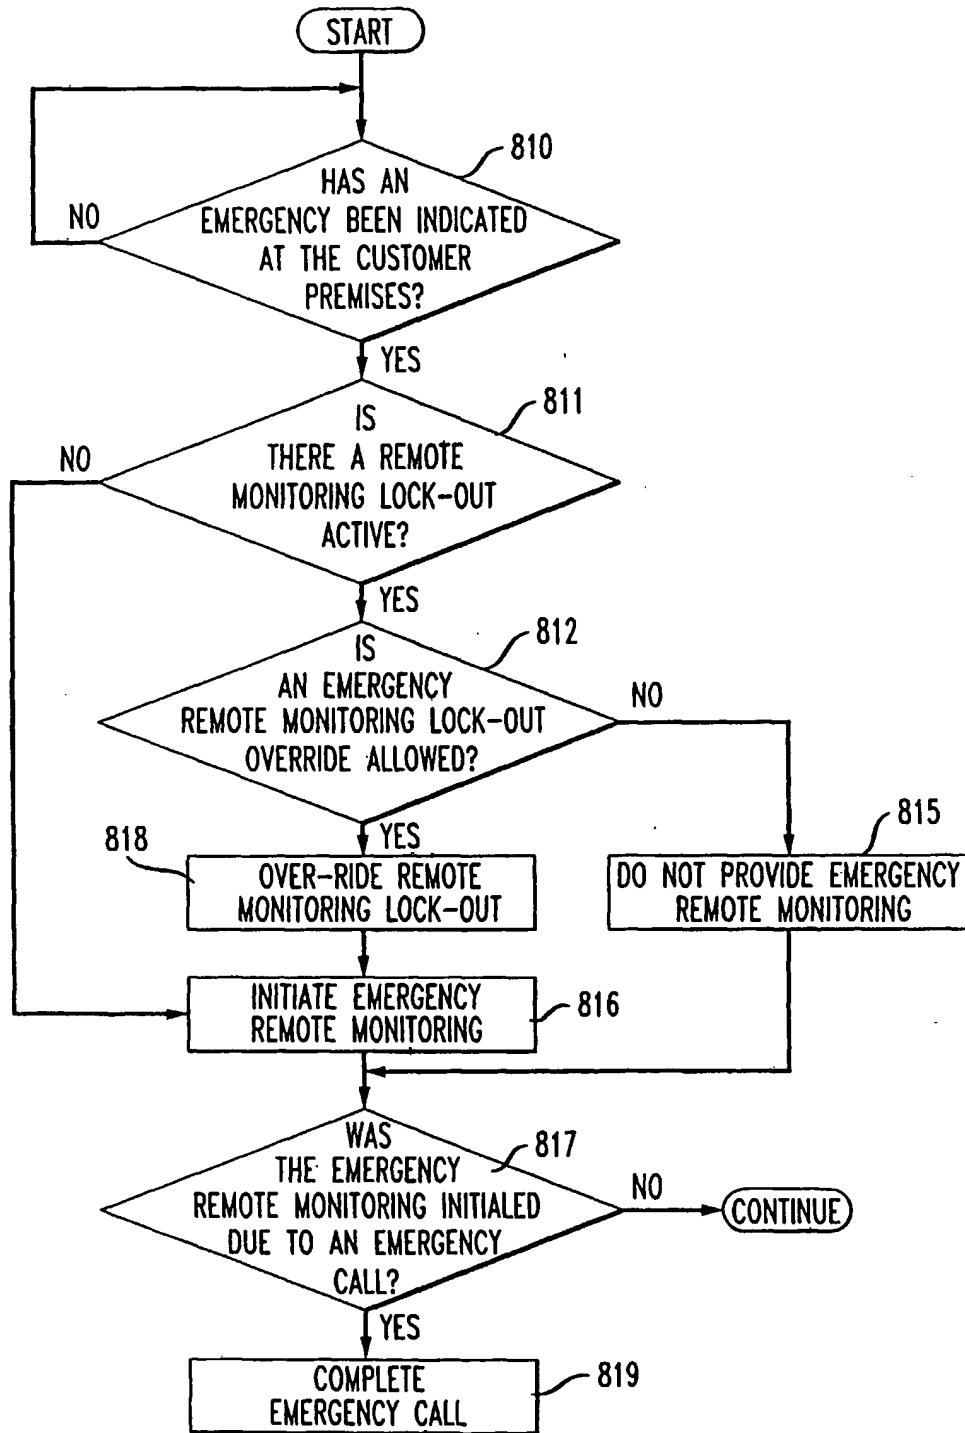 START
810
HAS AN
EMERGENCY BEEN INDICATED
AT THE CUSTOMER
PREMISES?
NO
YES
811
IS
THERE A REMOTE
MONITORING LOCK-OUT
ACTIVE?
NO
YES
812
IS
AN EMERGENCY
REMOTE MONITORING LOCK-OUT
OVERRIDE ALLOWED?
NO
YES
818
OVER-RIDE REMOTE
MONITORING LOCK-OUT
815
DO NOT PROVIDE EMERGENCY
REMOTE MONITORING
INITIATE EMERGENCY
REMOTE MONITORING
816
WAS
THE EMERGENCY
REMOTE MONITORING INITIALED
DUE TO AN EMERGENCY
CALL?
817
NO
CONTINUE
YES
COMPLETE
EMERGENCY CALL
819